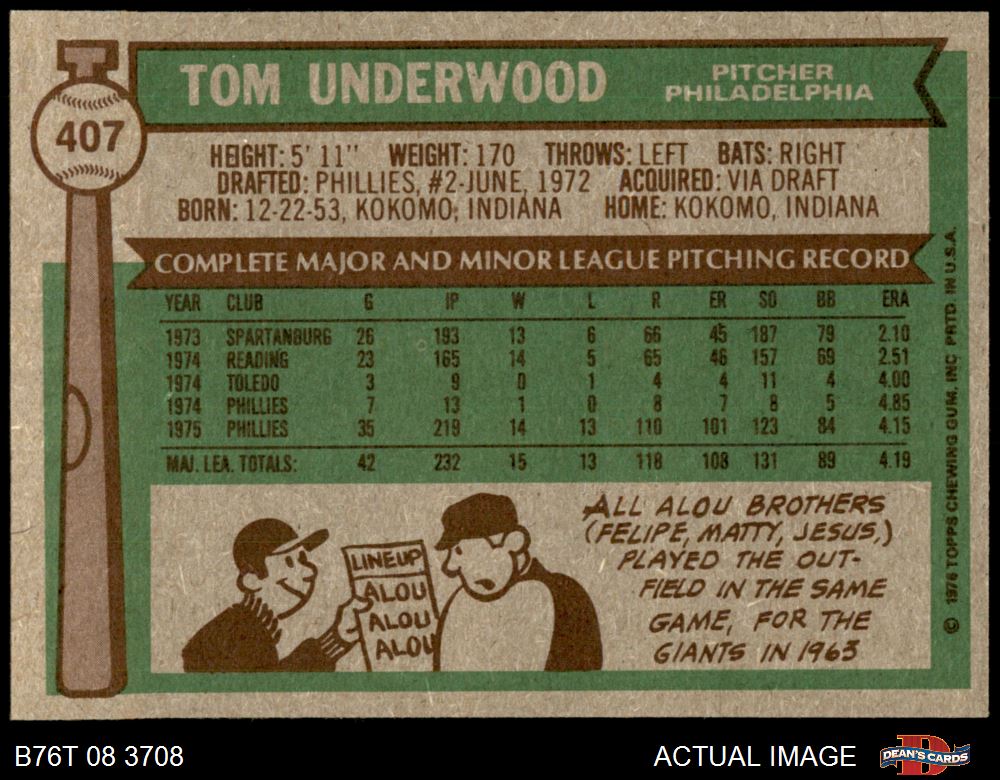 TOM UNDERWOOD
PITCHER
PHILADELPHIA
407
HEIGHT: 5' 11" WEIGHT: 170 THROWS: LEFT BATS: RIGHT
DRAFTED: PHILLIES, #2-JUNE, 1972 ACQUIRED: VIA DRAFT
BORN: 12-22-53, KOKOMO, INDIANA HOME: KOKOMO, INDIANA
COMPLETE MAJOR AND MINOR LEAGUE PITCHING RECORD
YEAR CLUB G IP W L R ER SO BB ERA
1973 SPARTANBURG 26 193 13 6 66 45 187 79 2.10
1974 READING 23 165 14 5 65 46 157 69 2.51
1974 TOLEDO 3 9 0 1 4 4 11 4 4.00
1974 PHILLIES 7 13 1 0 8 7 8 5 4.85
1975 PHILLIES 35 219 14 13 110 101 123 84 4.15
MAJ. LEA. TOTALS: 42 232 15 13 118 108 131 89 4.19
LINEUP
ALOU
ALOU
ALOU
ALL ALOU BROTHERS
(FELIPE, MATTY, JESUS,)
PLAYED THE OUT-
FIELD IN THE SAME
GAME, FOR THE
GIANTS IN 1963
© 1976 TOPPS CHEWING GUM, INC PRTD. IN U.S.A.
B76T 08 3708
ACTUAL IMAGE
D
DEAN'S CARDS